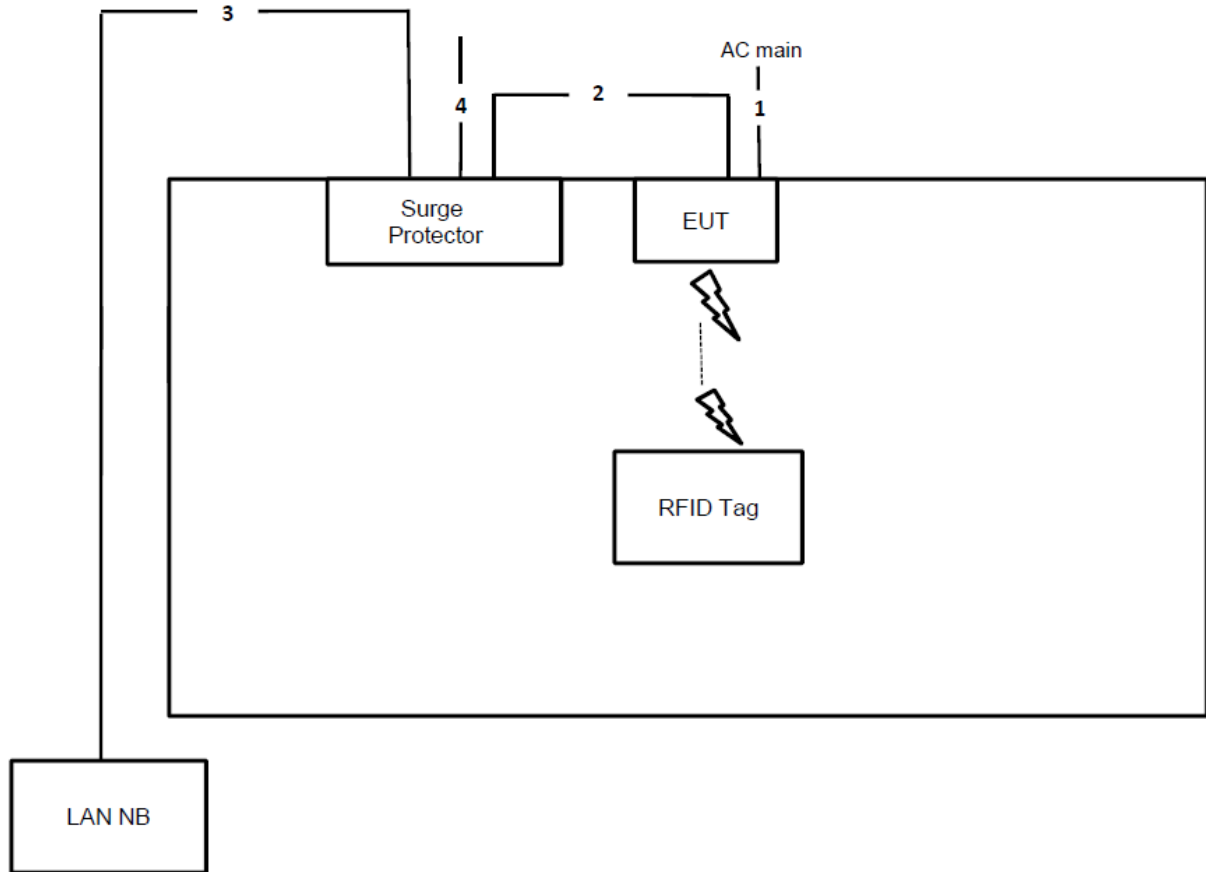 3
AC main
4
2
1
Surge
Protector
EUT
RFID Tag
LAN NB